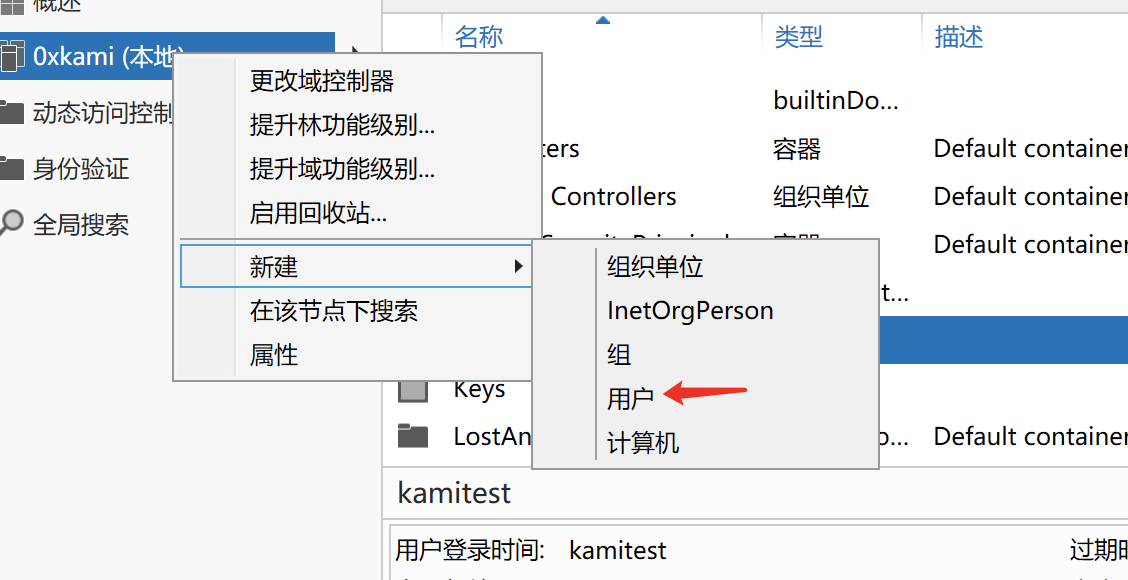 概述
0xkami (本地)
动态访问控制
身份验证
全局搜索
更改域控制器
提升林功能级别...
提升域功能级别...
启用回收站...
新建
在该节点下搜索
属性
组织单位
InetOrgPerson
组
用户
计算机
名称 类型 描述
builtinDo...
ters 容器 Default container
Controllers 组织单位 Default container
Default container
t...
Keys
LostAn o... Default container
kamitest
用户登录时间: kamitest 过期时